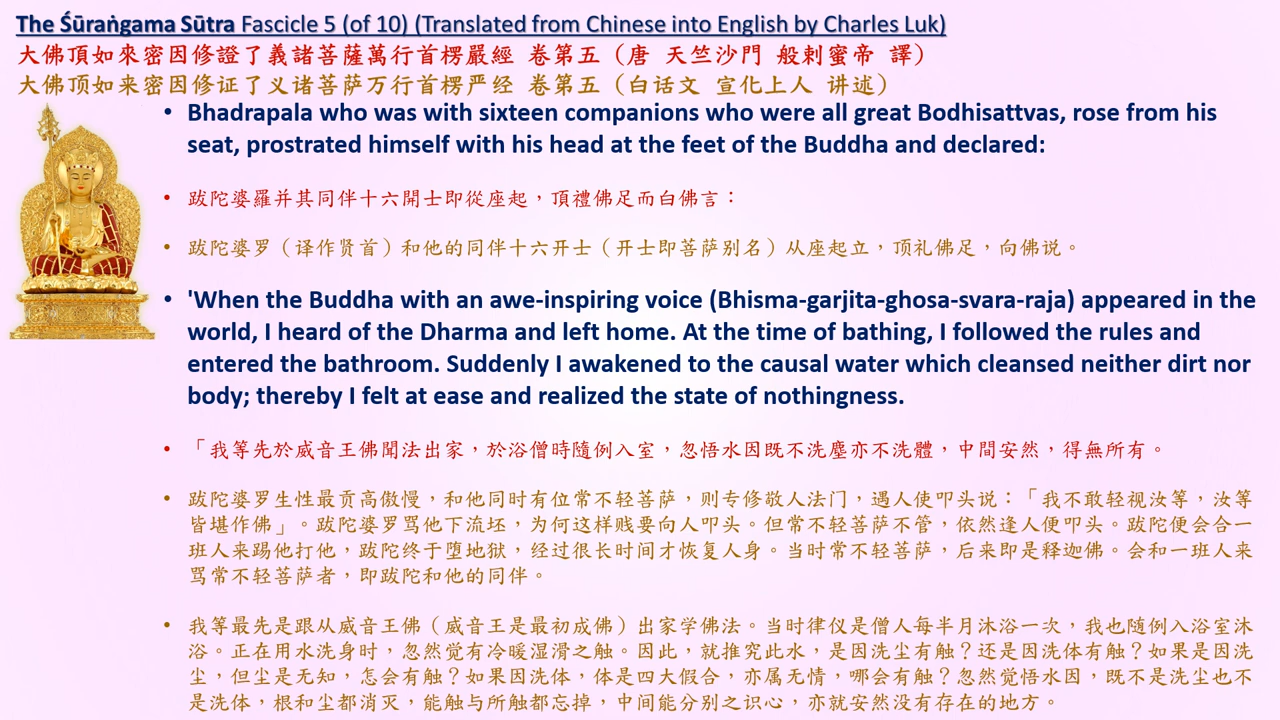 The Śūraṅgama Sūtra Fascicle 5 (of 10) (Translated from Chinese into English by Charles Luk)
大佛頂如來密因修證了義諸菩薩萬行首楞嚴經 卷第五（唐 天竺沙門 般剌蜜帝 譯）
大佛顶如来密因修证了义诸菩萨万行首楞严经 卷第五（白话文 宣化上人 讲述）
• Bhadrapala who was with sixteen companions who were all great Bodhisattvas, rose from his
seat, prostrated himself with his head at the feet of the Buddha and declared:
• 跋陀婆羅并其同伴十六開士即從座起，頂禮佛足而白佛言：
• 跋陀婆罗（译作贤首）和他的同伴十六开士（开士即菩萨别名）从座起立，顶礼佛足，向佛说。
• 'When the Buddha with an awe-inspiring voice (Bhisma-garjita-ghosa-svara-raja) appeared in the
world, I heard of the Dharma and left home. At the time of bathing, I followed the rules and
entered the bathroom. Suddenly I awakened to the causal water which cleansed neither dirt nor
body; thereby I felt at ease and realized the state of nothingness.
• 「我等先於威音王佛聞法出家，於浴僧時隨例入室，忽悟水因既不洗塵亦不洗體，中間安然，得無所有。
• 跋陀婆罗生性最贡高傲慢，和他同时有位常不轻菩萨，则专修敬人法门，遇人使叩头说：「我不敢轻视汝等，汝等
皆堪作佛」。跋陀婆罗骂他下流坯，为何这样贱要向人叩头。但常不轻菩萨不管，依然逢人便叩头。跋陀便会合一
班人来踢他打他，跋陀终于堕地狱，经过很长时间才恢复人身。当时常不轻菩萨，后来即是释迦佛。会和一班人来
骂常不轻菩萨者，即跋陀和他的同伴。
• 我等最先是跟从威音王佛（威音王是最初成佛）出家学佛法。当时律仪是僧人每半月沐浴一次，我也随例入浴室沐
浴。正在用水洗身时，忽然觉有冷暖湿滑之触。因此，就推究此水，是因洗尘有触？还是因洗体有触？如果是因洗
尘，但尘是无知，怎会有触？如果因洗体，体是四大假合，亦属无情，哪会有触？忽然觉悟水因，既不是洗尘也不
是洗体，根和尘都消灭，能触与所触都忘掉，中间能分别之识心，亦就安然没有存在的地方。